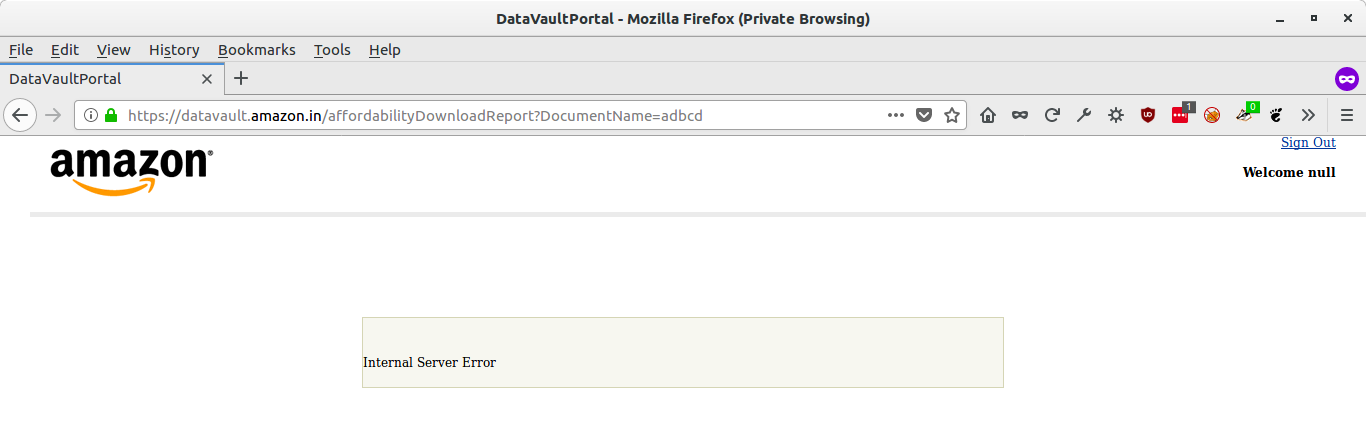 DataVaultPortal - Mozilla Firefox (Private Browsing)
File Edit View History Bookmarks Tools Help
DataVaultPortal
https://datavault.amazon.in/affordabilityDownloadReport?DocumentName=adbcd
1
0
amazon®
Sign Out
Welcome null
Internal Server Error